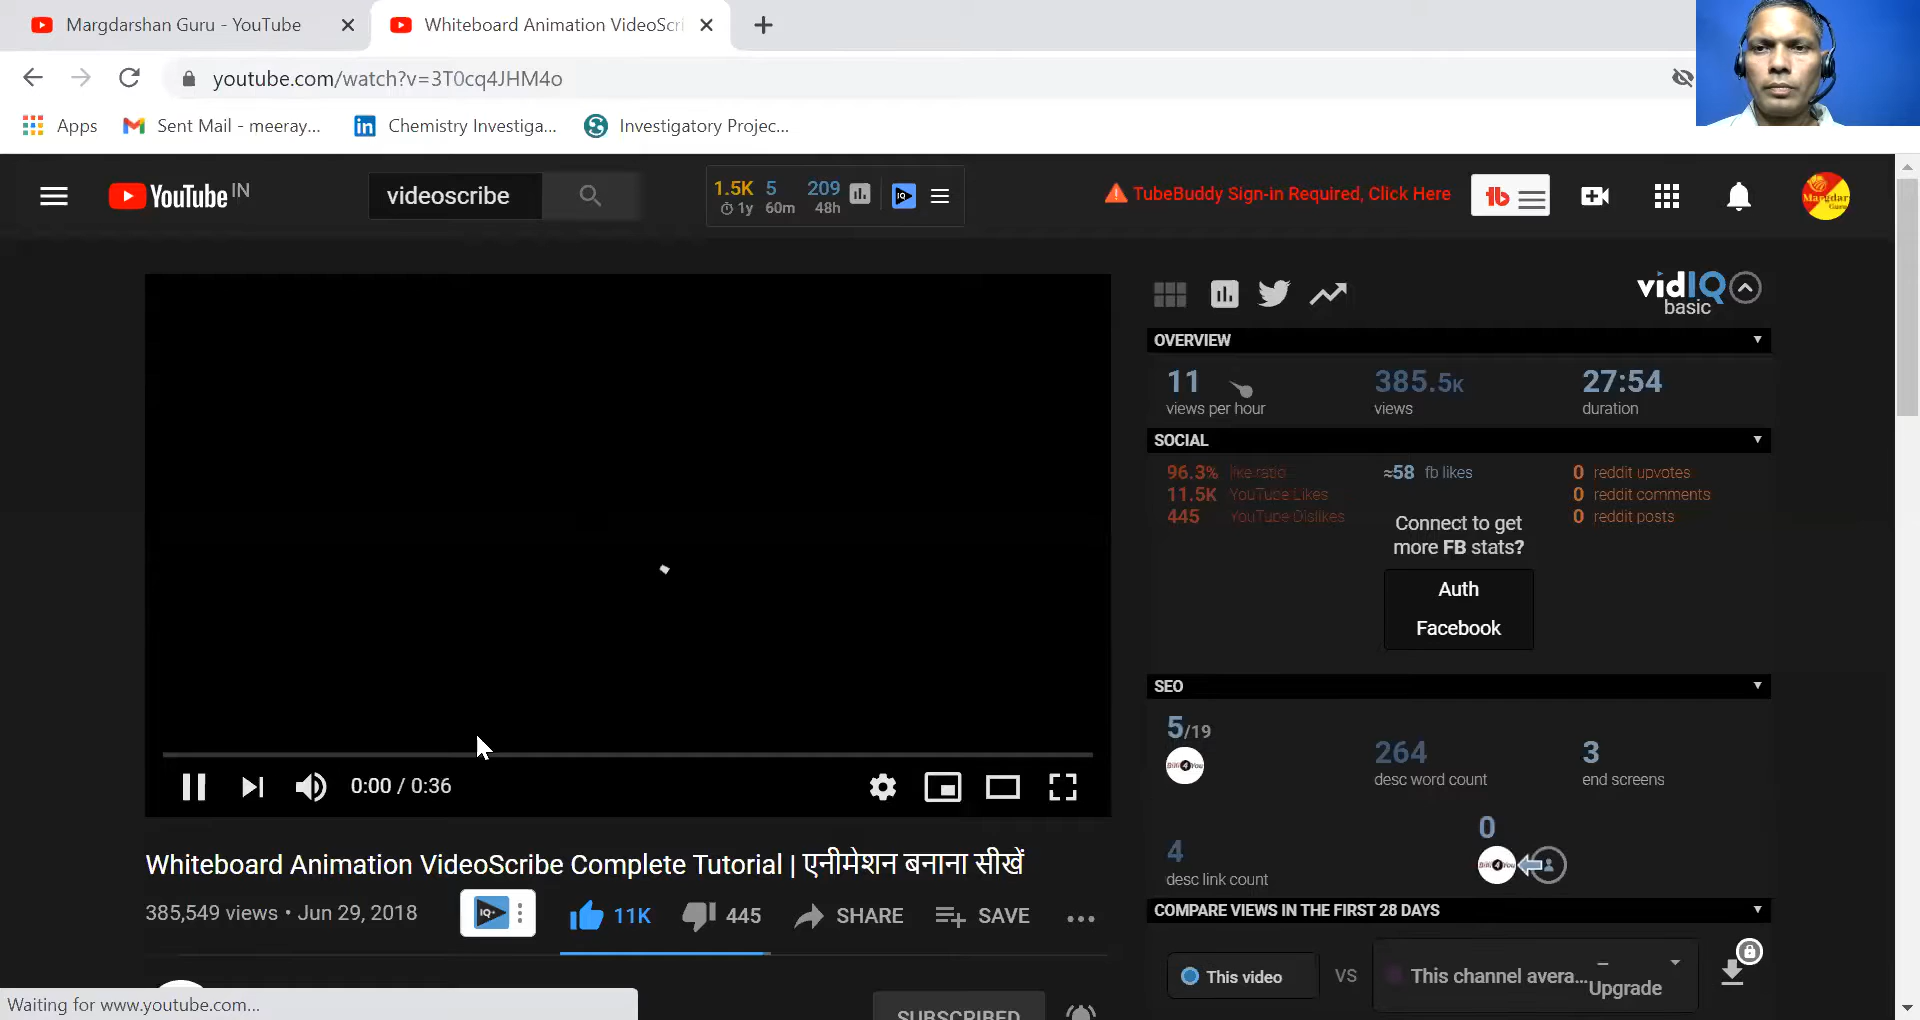 Margdarshan Guru - YouTube
Whiteboard Animation VideoScri
youtube.com/watch?v=3T0cq4JHM4o
Apps
Sent Mail - meeray...
Chemistry Investiga...
Investigatory Projec...
YouTube IN
videoscribe
1.5K 5 209
1y 60m 48h
TubeBuddy Sign-in Required, Click Here
vidIQ
basic
OVERVIEW
11 385.5K 27:54
views per hour views duration
SOCIAL
96.3% like ratio ≈58 fb likes 0 reddit upvotes
11.5K YouTube Likes 0 reddit comments
445 YouTube Dislikes 0 reddit posts
Connect to get
more FB stats?
Auth
Facebook
SEO
5/19
264 3
desc word count end screens
0
4
desc link count
COMPARE VIEWS IN THE FIRST 28 DAYS
This video VS This channel avera... –
Upgrade
0:00 / 0:36
Whiteboard Animation VideoScribe Complete Tutorial | एनीमेशन बनाना सीखें
385,549 views • Jun 29, 2018
IQ+
11K 445 SHARE SAVE
SUBSCRIBED
Waiting for www.youtube.com...